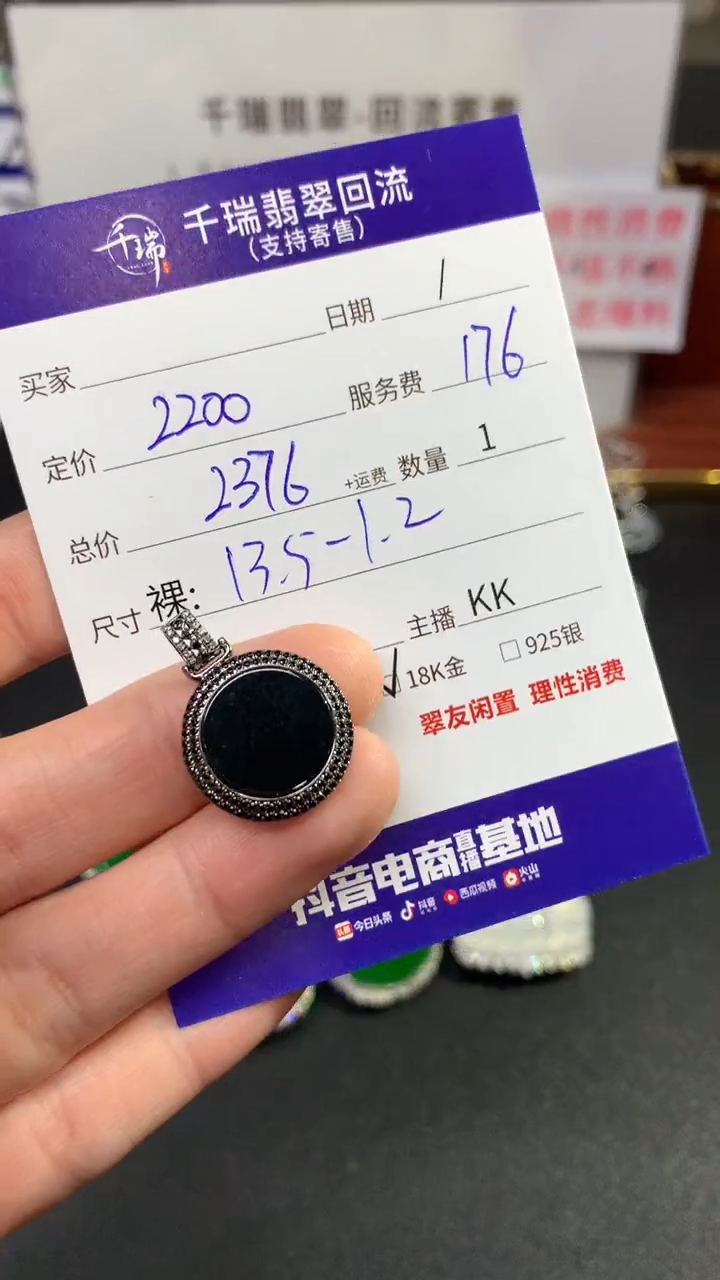 千瑞翡翠-回流
千瑞
千瑞翡翠回流
(支持寄售)
买家
日期 /
定价 2200
服务费 176
总价 2376 +运费
数量 1
尺寸 裸: 13.5-1.2
主播 KK
✓ 18K金 □ 925银
翠友闲置 理性消费
抖音电商直播基地
头条 今日头条 抖音 西瓜视频 火山